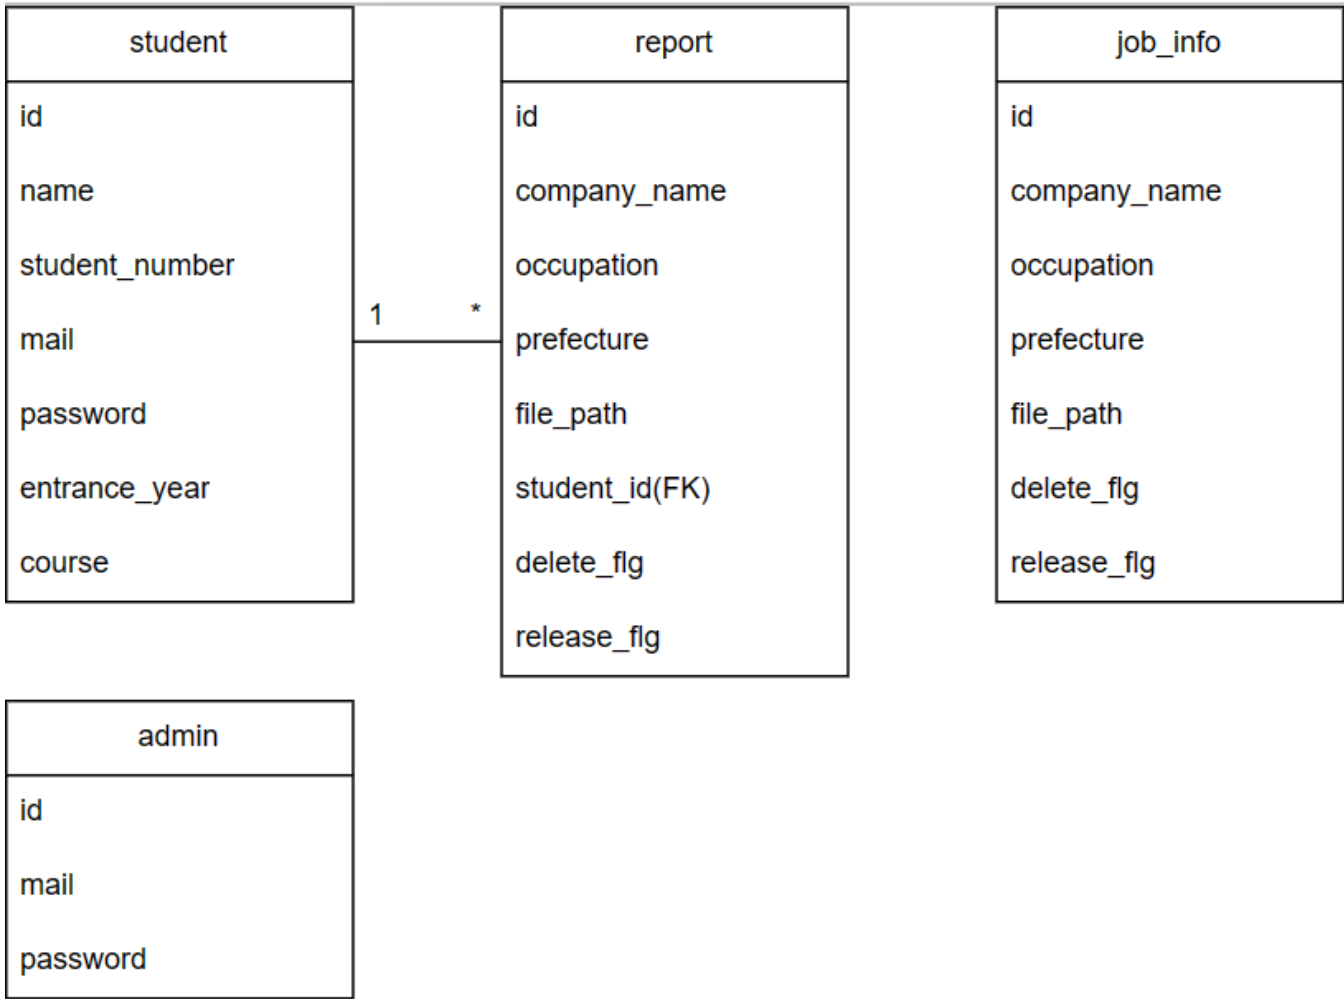 student
id
name
student_number
mail
password
entrance_year
course
1
*
report
id
company_name
occupation
prefecture
file_path
student_id(FK)
delete_flg
release_flg
job_info
id
company_name
occupation
prefecture
file_path
delete_flg
release_flg
admin
id
mail
password